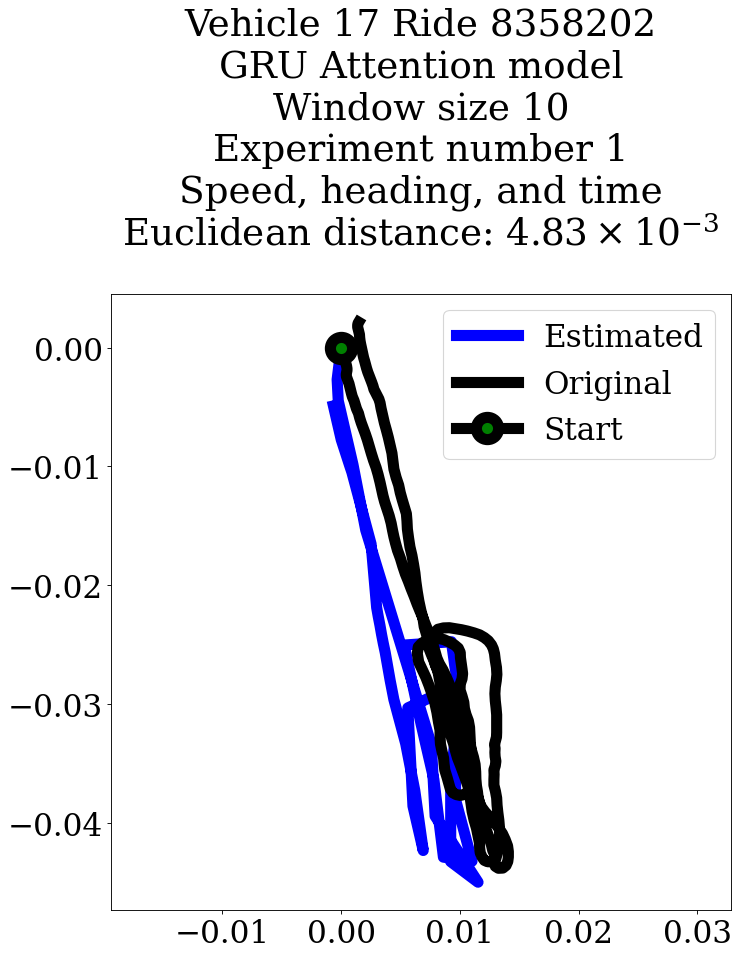 Vehicle 17 Ride 8358202
GRU Attention model
Window size 10
Experiment number 1
Speed, heading, and time
Euclidean distance: 4.83 × 10⁻³
Estimated
Original
Start
0.00
−0.01
−0.02
−0.03
−0.04
−0.01 0.00 0.01 0.02 0.03